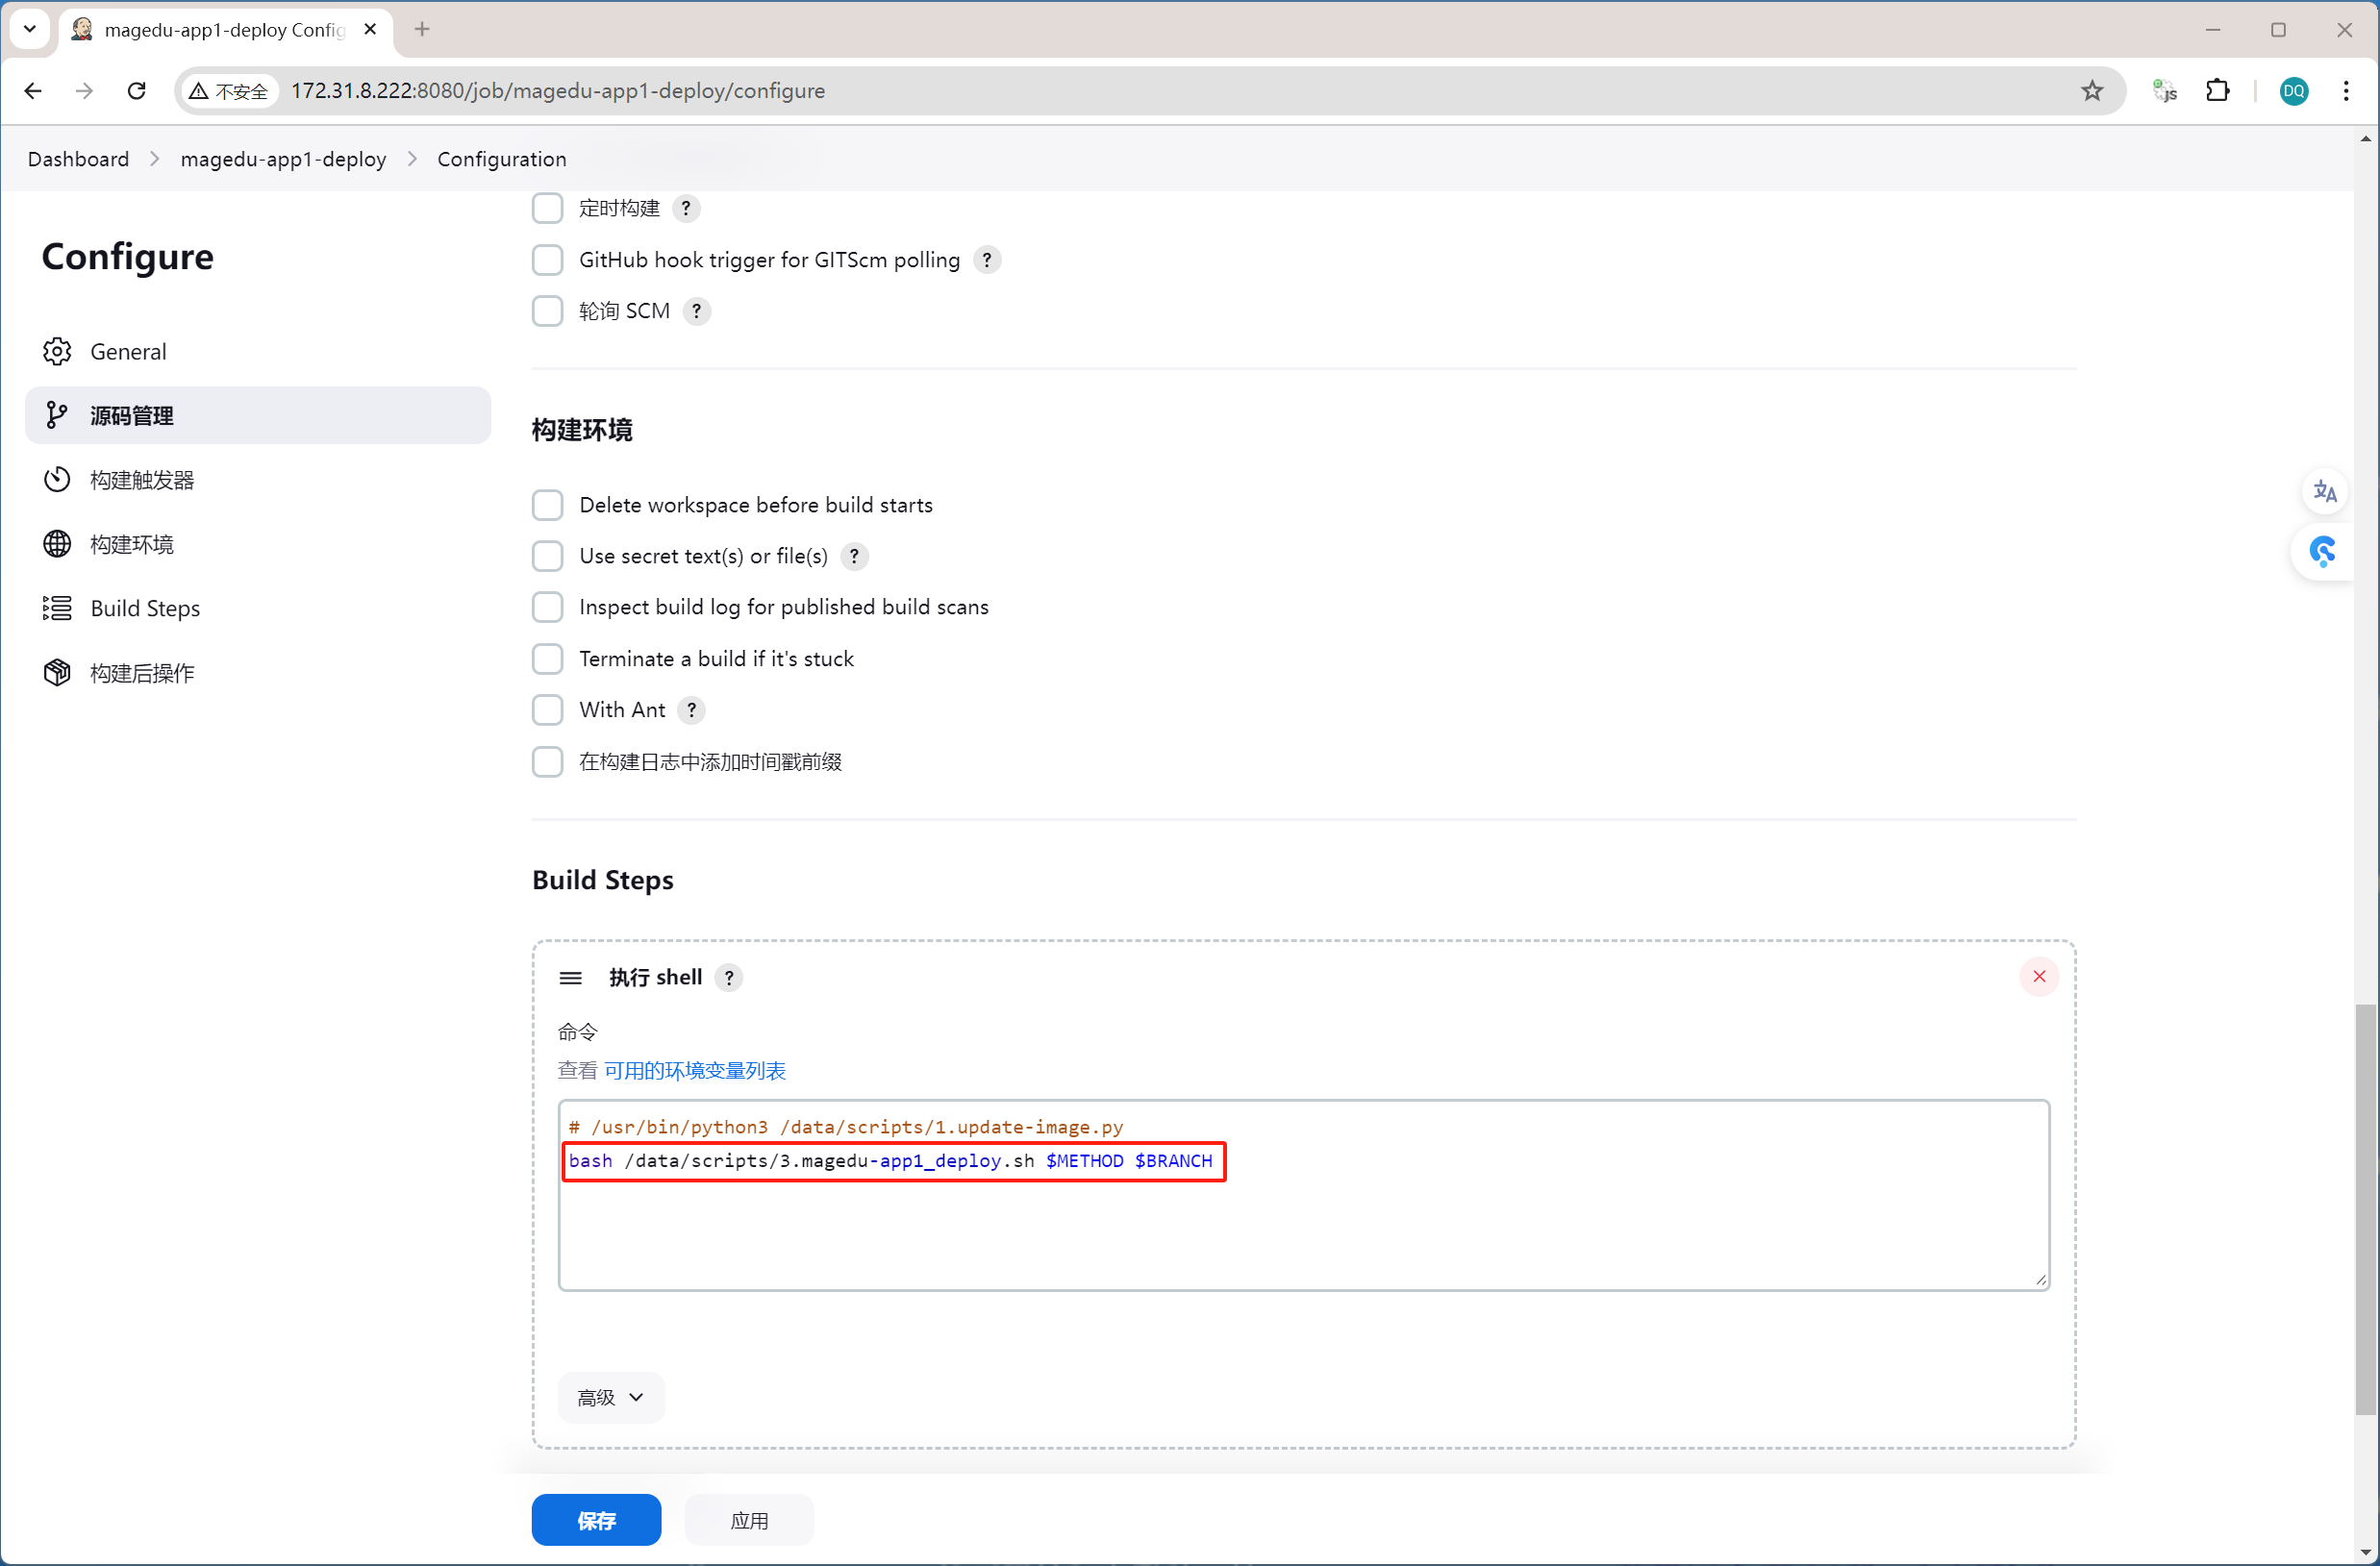 magedu-app1-deploy Config
不安全
172.31.8.222:8080/job/magedu-app1-deploy/configure
JS
DQ
Dashboard
magedu-app1-deploy
Configuration
Configure
General
源码管理
构建触发器
构建环境
Build Steps
构建后操作
定时构建 ?
GitHub hook trigger for GITScm polling ?
轮询 SCM ?
构建环境
Delete workspace before build starts
Use secret text(s) or file(s) ?
Inspect build log for published build scans
Terminate a build if it's stuck
With Ant ?
在构建日志中添加时间戳前缀
Build Steps
执行 shell ?
命令
查看 可用的环境变量列表
# /usr/bin/python3 /data/scripts/1.update-image.py
bash /data/scripts/3.magedu-app1_deploy.sh $METHOD $BRANCH
高级
保存
应用